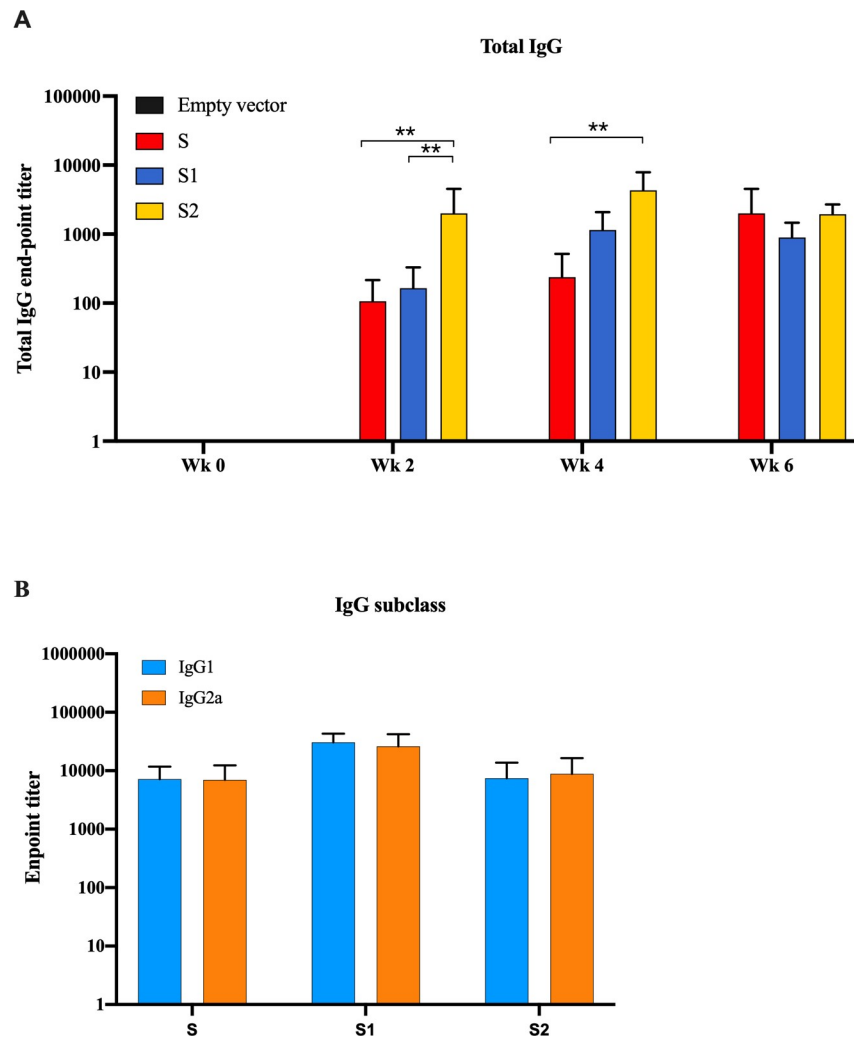 A
Total IgG
Total IgG end-point titer
100000
10000
1000
100
10
1
Empty vector
S
S1
S2
**
**
**
Wk 0
Wk 2
Wk 4
Wk 6
B
IgG subclass
Enpoint titer
1000000
100000
10000
1000
100
10
1
IgG1
IgG2a
S
S1
S2